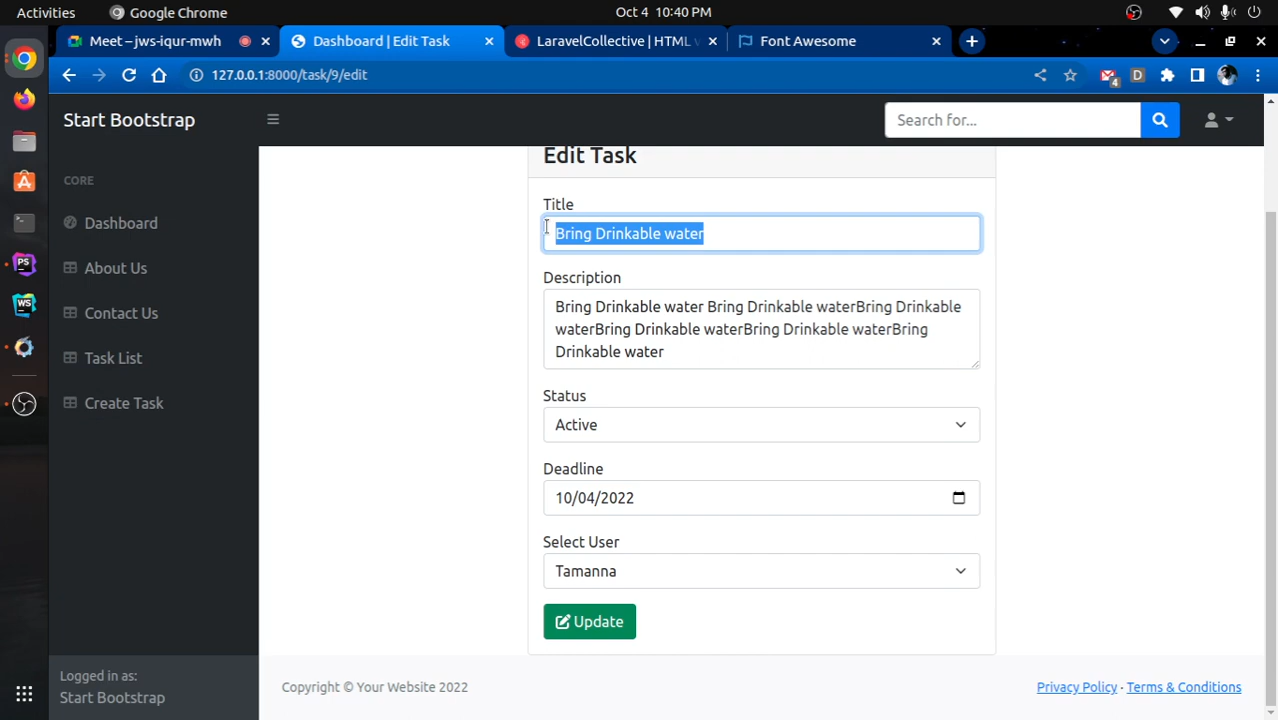 Activities
Google Chrome
Oct 4 10:40 PM
Meet – jws-iqur-mwh
Dashboard | Edit Task
LaravelCollective | HTML
Font Awesome
127.0.0.1:8000/task/9/edit
4
D
Start Bootstrap
Search for...
Edit Task
CORE
Dashboard
About Us
Contact Us
Task List
Create Task
Title
Bring Drinkable water
Description
Bring Drinkable water Bring Drinkable waterBring Drinkable
waterBring Drinkable waterBring Drinkable waterBring
Drinkable water
Status
Active
Deadline
10/04/2022
Select User
Tamanna
Update
Logged in as:
Start Bootstrap
Copyright © Your Website 2022
Privacy Policy · Terms & Conditions
PS
WS